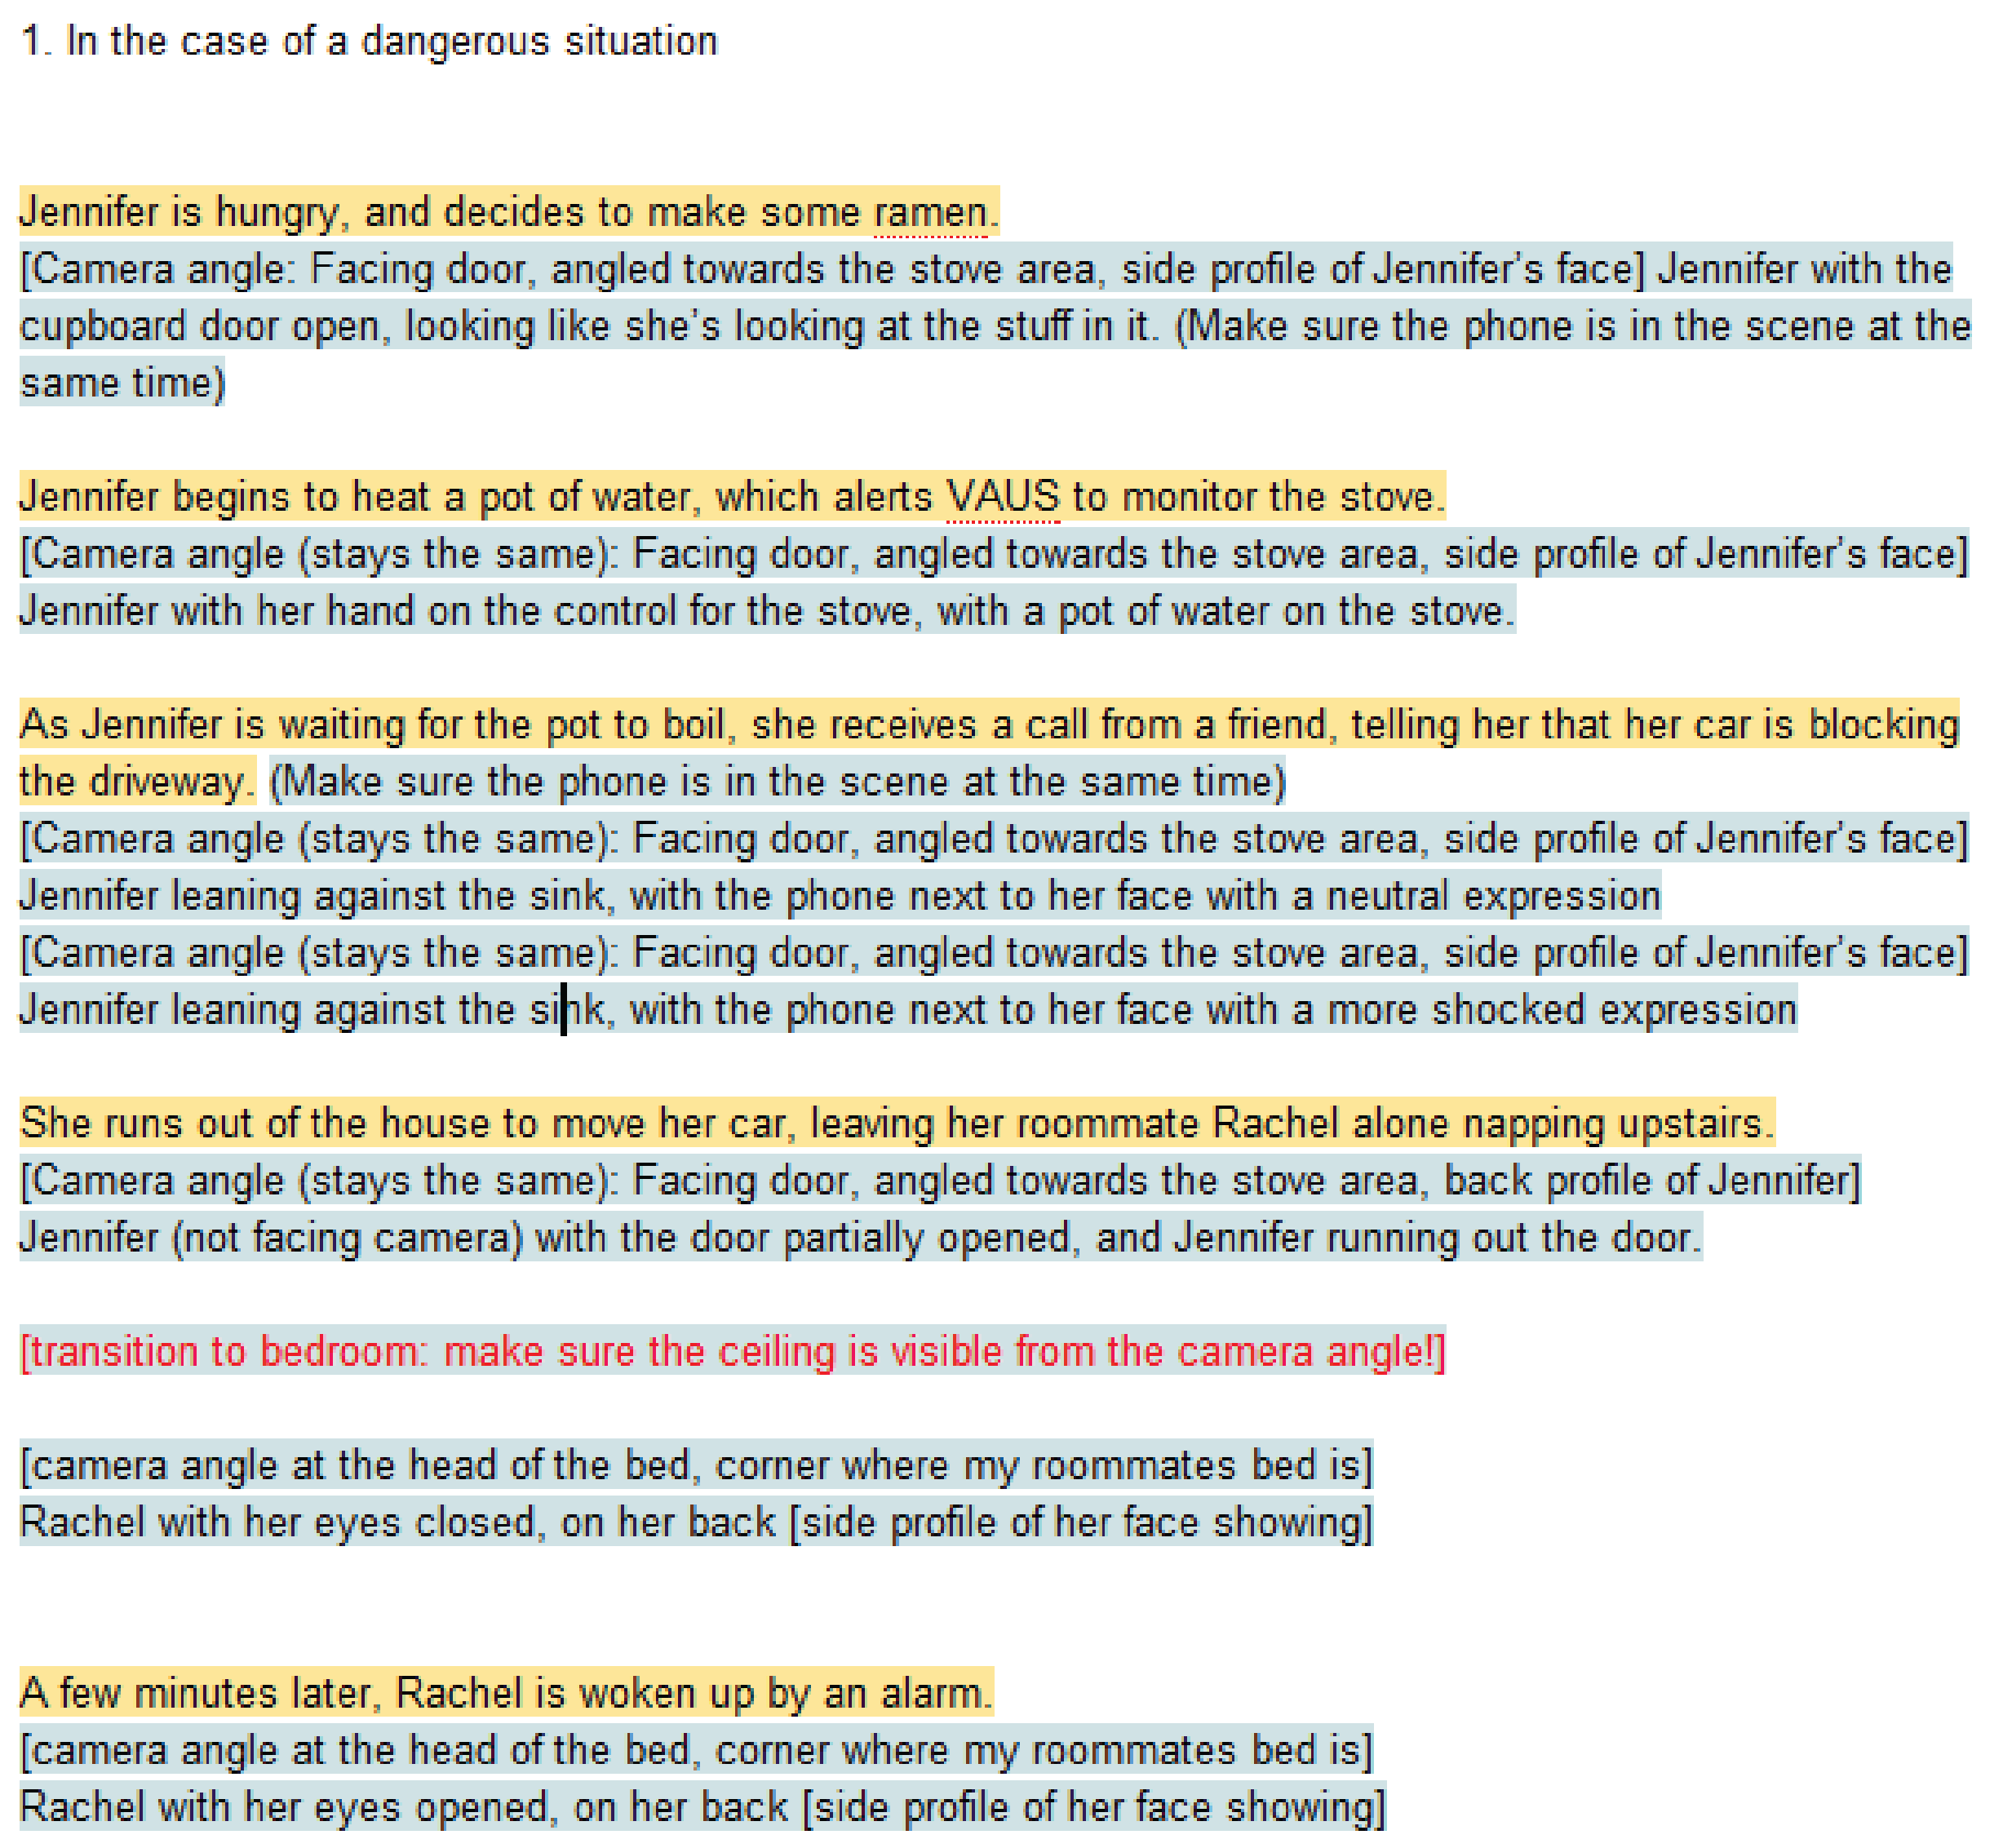 1. In the case of a dangerous situation
Jennifer is hungry, and decides to make some ramen.
[Camera angle: Facing door, angled towards the stove area, side profile of Jennifer's face] Jennifer with the
cupboard door open, looking like she's looking at the stuff in it. (Make sure the phone is in the scene at the
same time)
Jennifer begins to heat a pot of water, which alerts VAUS to monitor the stove.
[Camera angle (stays the same): Facing door, angled towards the stove area, side profile of Jennifer's face]
Jennifer with her hand on the control for the stove, with a pot of water on the stove.
As Jennifer is waiting for the pot to boil, she receives a call from a friend, telling her that her car is blocking
the driveway. (Make sure the phone is in the scene at the same time)
[Camera angle (stays the same): Facing door, angled towards the stove area, side profile of Jennifer's face]
Jennifer leaning against the sink, with the phone next to her face with a neutral expression
[Camera angle (stays the same): Facing door, angled towards the stove area, side profile of Jennifer's face]
Jennifer leaning against the sink, with the phone next to her face with a more shocked expression
She runs out of the house to move her car, leaving her roommate Rachel alone napping upstairs.
[Camera angle (stays the same): Facing door, angled towards the stove area, back profile of Jennifer]
Jennifer (not facing camera) with the door partially opened, and Jennifer running out the door.
[transition to bedroom: make sure the ceiling is visible from the camera angle!]
[camera angle at the head of the bed, corner where my roommates bed is]
Rachel with her eyes closed, on her back [side profile of her face showing]
A few minutes later, Rachel is woken up by an alarm.
[camera angle at the head of the bed, corner where my roommates bed is]
Rachel with her eyes opened, on her back [side profile of her face showing]